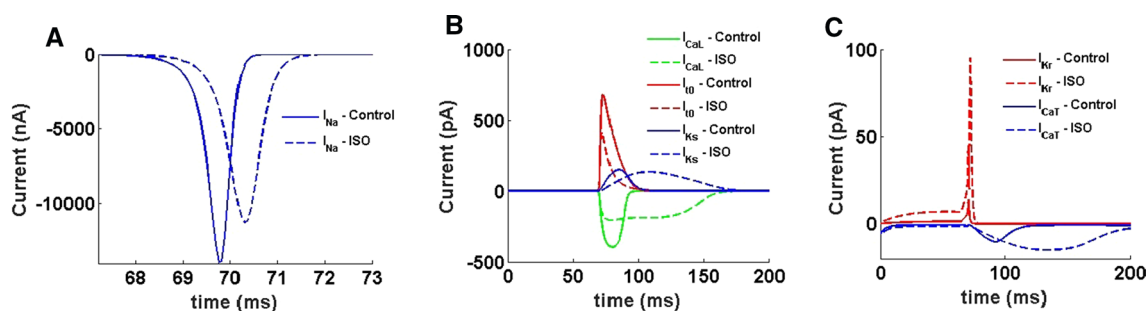 A
0
-5000
-10000
Current (nA)
68 69 70 71 72 73
time (ms)
I_Na - Control
I_Na - ISO
B
1000
500
0
-500
Current (pA)
0 50 100 150 200
time (ms)
I_CaL - Control
I_CaL - ISO
I_t0 - Control
I_t0 - ISO
I_Ks - Control
I_Ks - ISO
C
100
50
0
Current (pA)
0 100 200
time (ms)
I_Kr - Control
I_Kr - ISO
I_CaT - Control
I_CaT - ISO